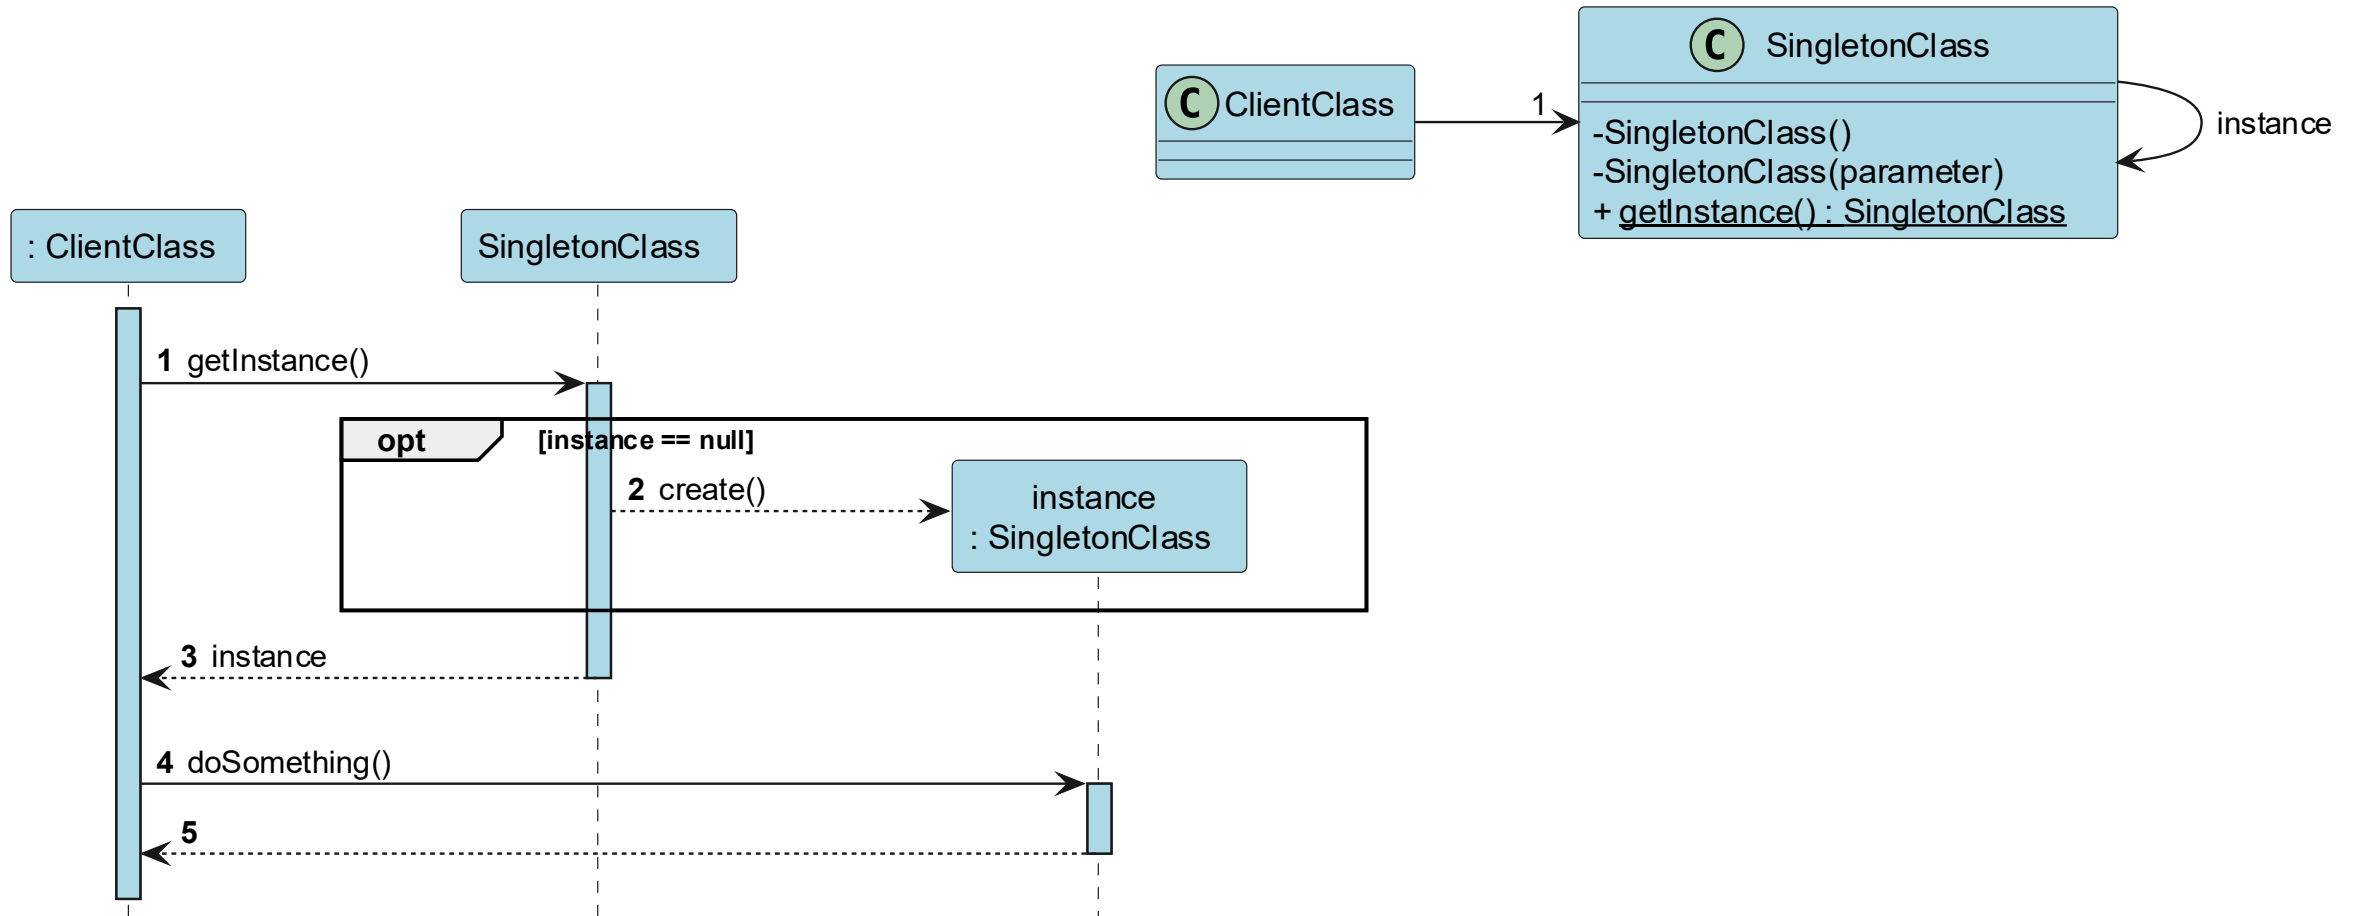 C SingletonClass
C ClientClass
1
instance
-SingletonClass()
-SingletonClass(parameter)
+ getInstance() : SingletonClass
: ClientClass
SingletonClass
1 getInstance()
opt [instance == null]
2 create()
instance
: SingletonClass
3 instance
4 doSomething()
5